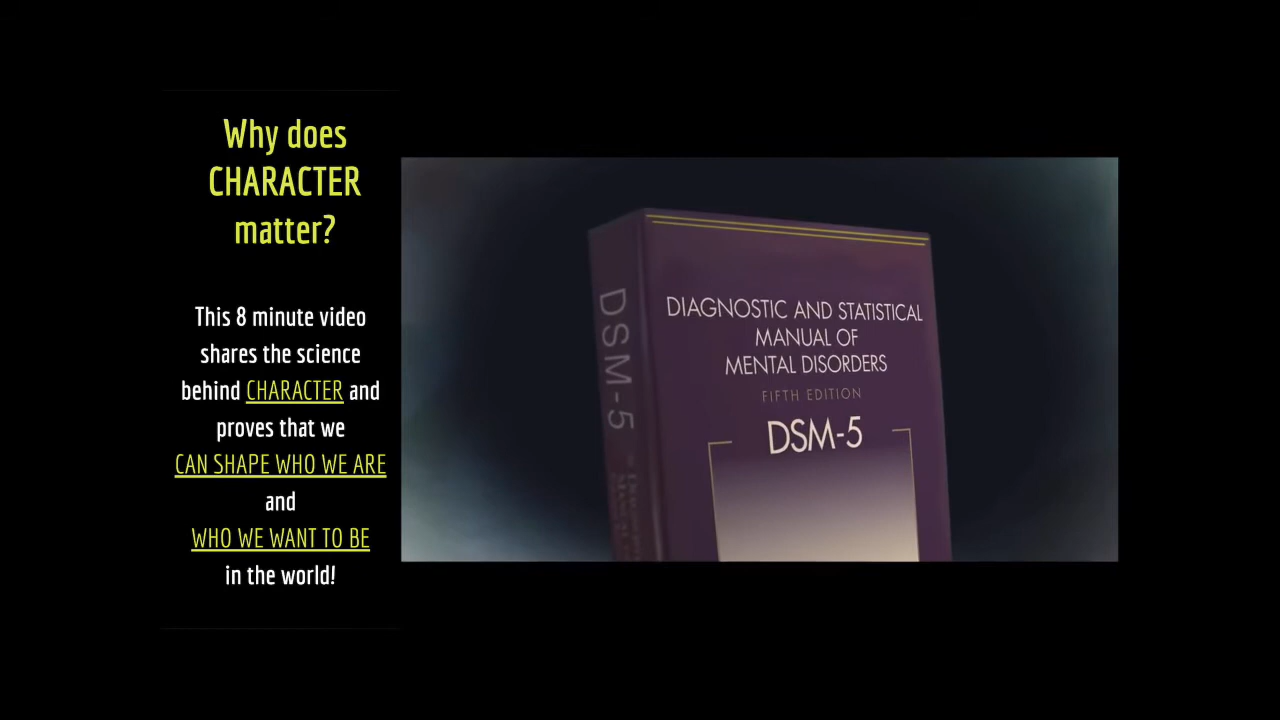 Why does
CHARACTER
matter?
This 8 minute video
shares the science
behind CHARACTER and
proves that we
CAN SHAPE WHO WE ARE
and
WHO WE WANT TO BE
in the world!
DSM-5
DIAGNOSTIC AND STATISTICAL
MANUAL OF
MENTAL DISORDERS
FIFTH EDITION
DSM-5